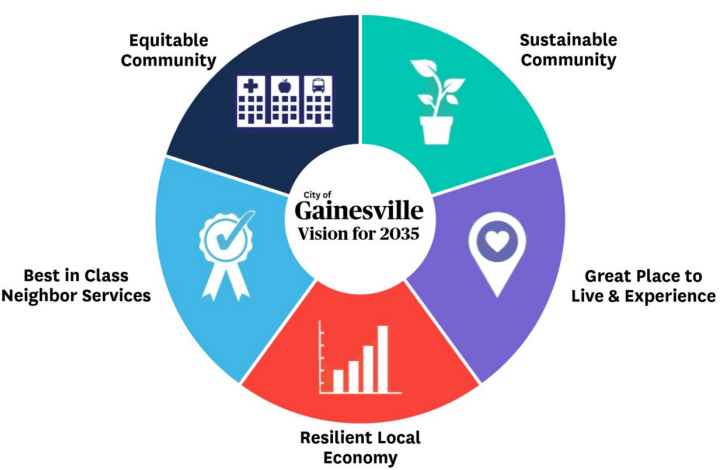 Equitable
Community
Sustainable
Community
City of
Gainesville
Vision for 2035
Best in Class
Neighbor Services
Great Place to
Live & Experience
Resilient Local
Economy